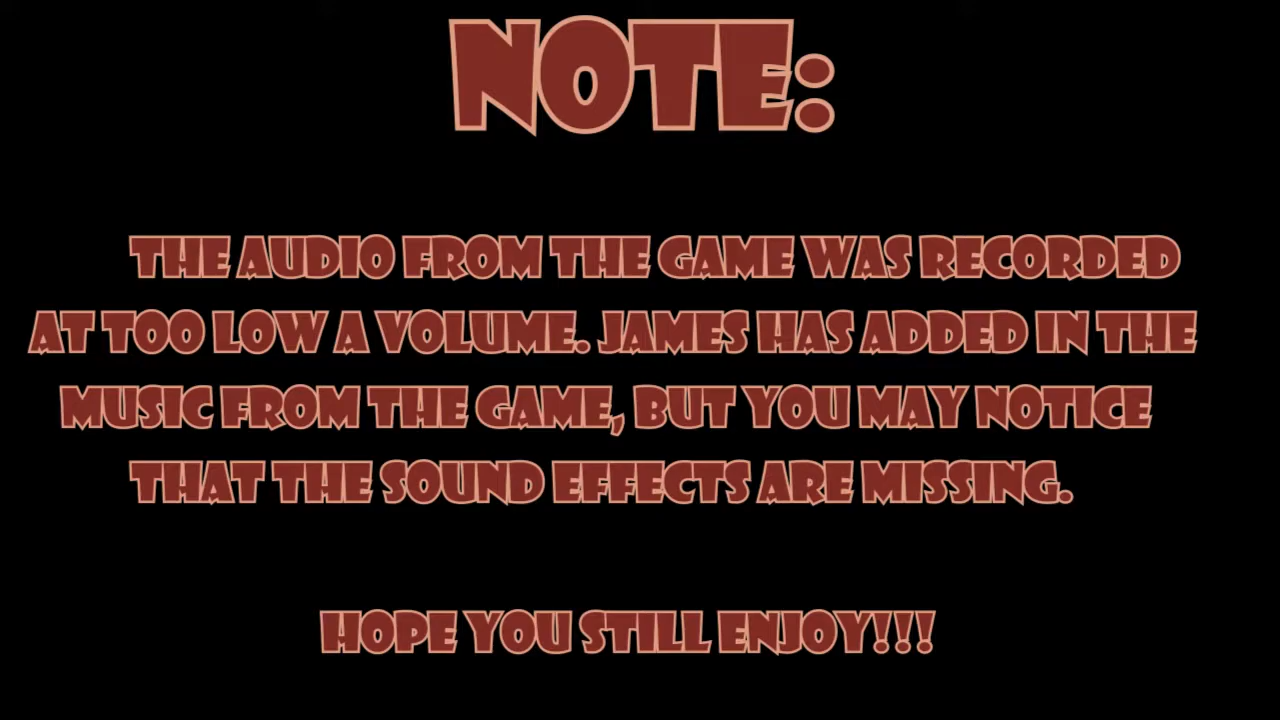 NOTE:
THE AUDIO FROM THE GAME WAS RECORDED
AT TOO LOW A VOLUME. JAMES HAS ADDED IN THE
MUSIC FROM THE GAME, BUT YOU MAY NOTICE
THAT THE SOUND EFFECTS ARE MISSING.
HOPE YOU STILL ENJOY!!!